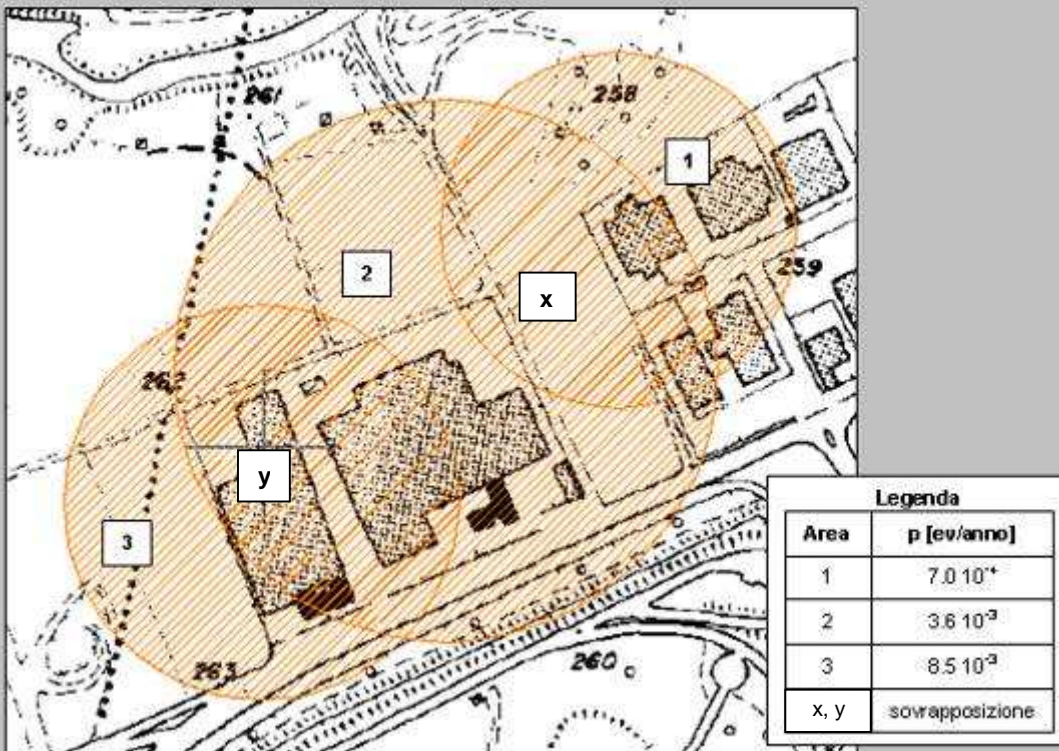 261
258
1
2
x
259
262
y
3
263
260
Legenda
Area p [ev/anno]
1 7.0 10⁻⁴
2 3.6 10⁻³
3 8.5 10⁻³
x, y sovrapposizione